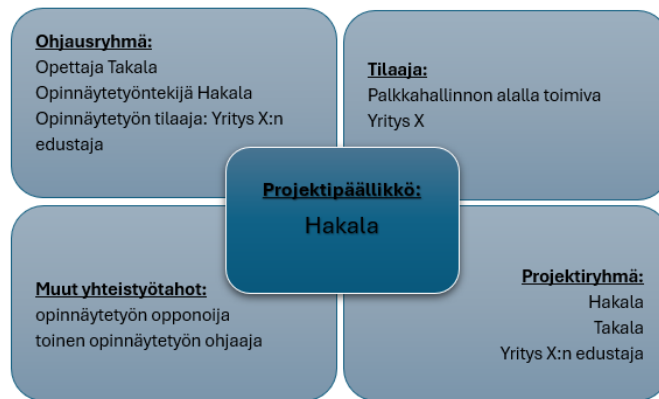 Ohjausryhmä:
Opettaja Takala
Opinnäytetyöntekijä Hakala
Opinnäytetyön tilaaja: Yritys X:n
edustaja
Tilaaja:
Palkkahallinnon alalla toimiva
Yritys X
Projektipäällikkö:
Hakala
Muut yhteistyötahot:
opinnäytetyön opponoija
toinen opinnäytetyön ohjaaja
Projektiryhmä:
Hakala
Takala
Yritys X:n edustaja